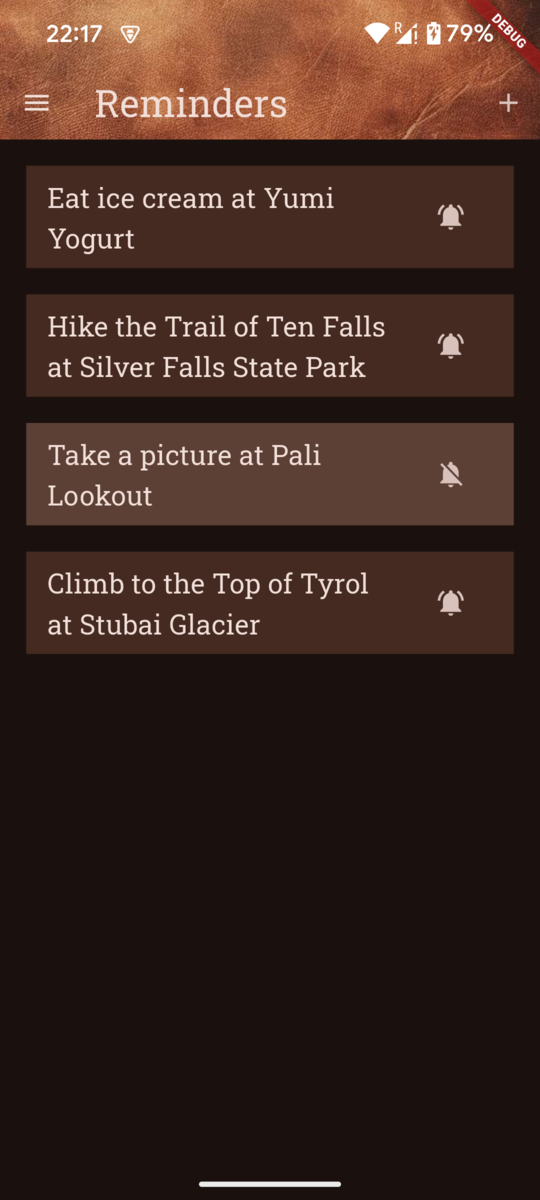 22:17
R
79%
DEBUG
Reminders
Eat ice cream at Yumi
Yogurt
Hike the Trail of Ten Falls
at Silver Falls State Park
Take a picture at Pali
Lookout
Climb to the Top of Tyrol
at Stubai Glacier